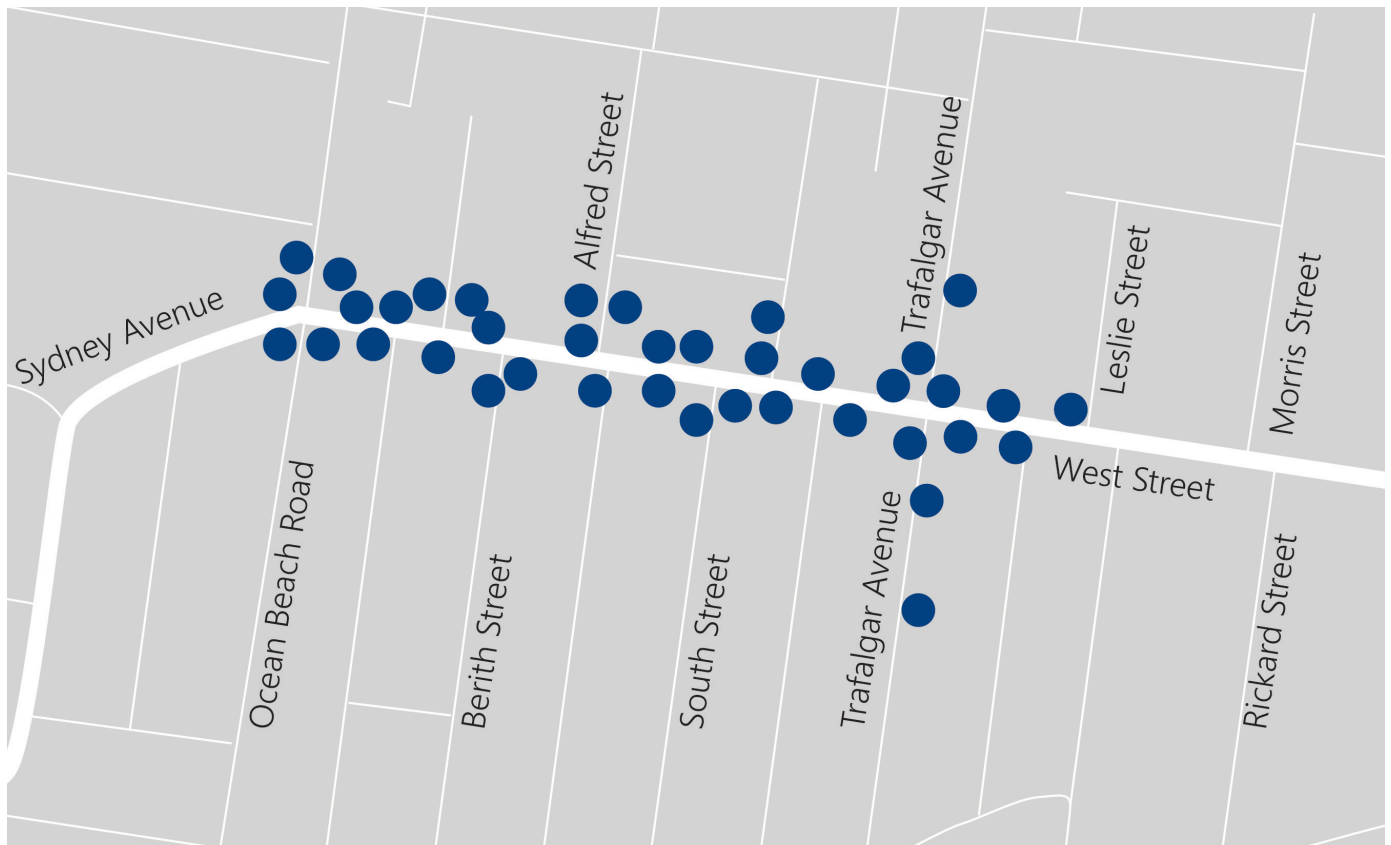 Alfred Street
Trafalgar Avenue
Leslie Street
Morris Street
Sydney Avenue
West Street
Ocean Beach Road
Berith Street
South Street
Trafalgar Avenue
Rickard Street